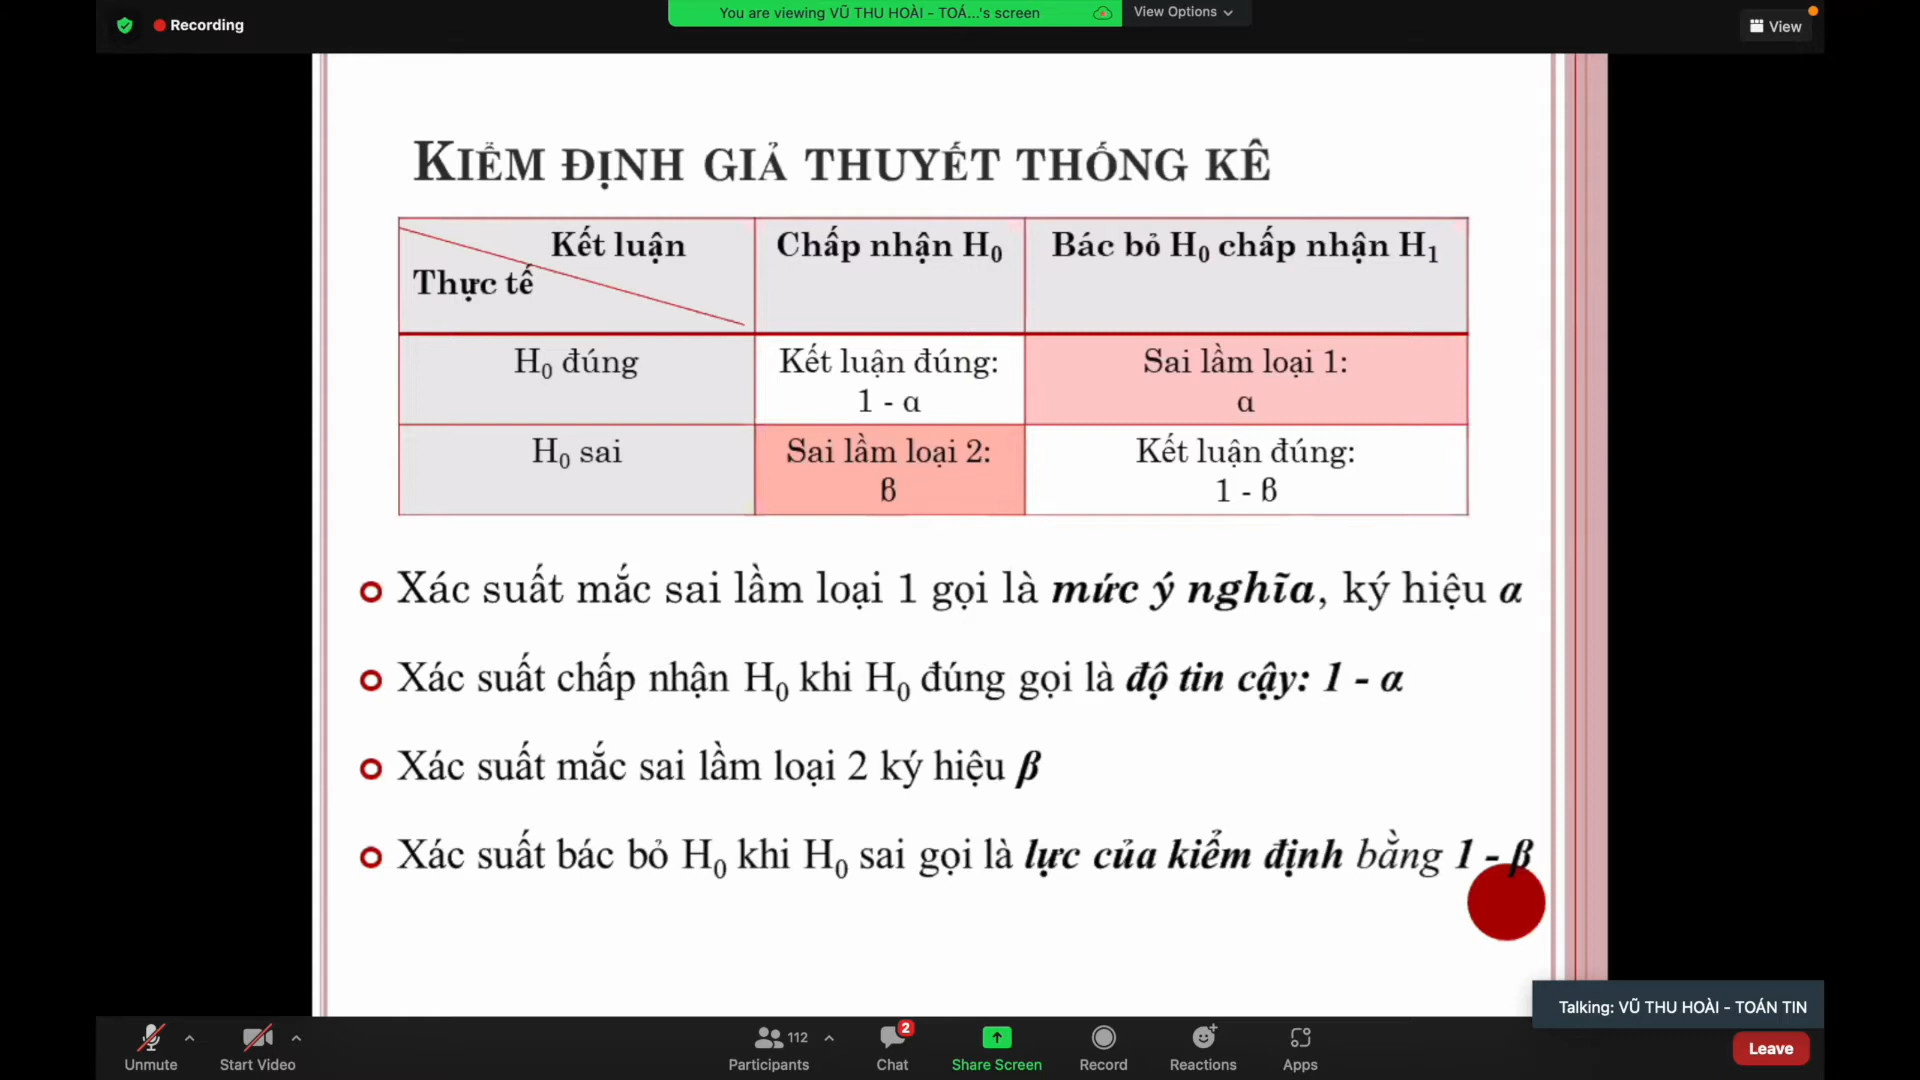 Recording
You are viewing VŨ THU HOÀI - TOÁ...'s screen
View Options
View
KIỂM ĐỊNH GIẢ THUYẾT THỐNG KÊ
Kết luận
Thực tế
Chấp nhận H₀
Bác bỏ H₀ chấp nhận H₁
H₀ đúng
Kết luận đúng:
1 - α
Sai lầm loại 1:
α
H₀ sai
Sai lầm loại 2:
β
Kết luận đúng:
1 - β
Xác suất mắc sai lầm loại 1 gọi là mức ý nghĩa, ký hiệu α
Xác suất chấp nhận H₀ khi H₀ đúng gọi là độ tin cậy: 1 - α
Xác suất mắc sai lầm loại 2 ký hiệu β
Xác suất bác bỏ H₀ khi H₀ sai gọi là lực của kiểm định bằng 1 - β
Talking: VŨ THU HOÀI - TOÁN TIN
Unmute
Start Video
112
Participants
2
Chat
Share Screen
Record
Reactions
Apps
Leave